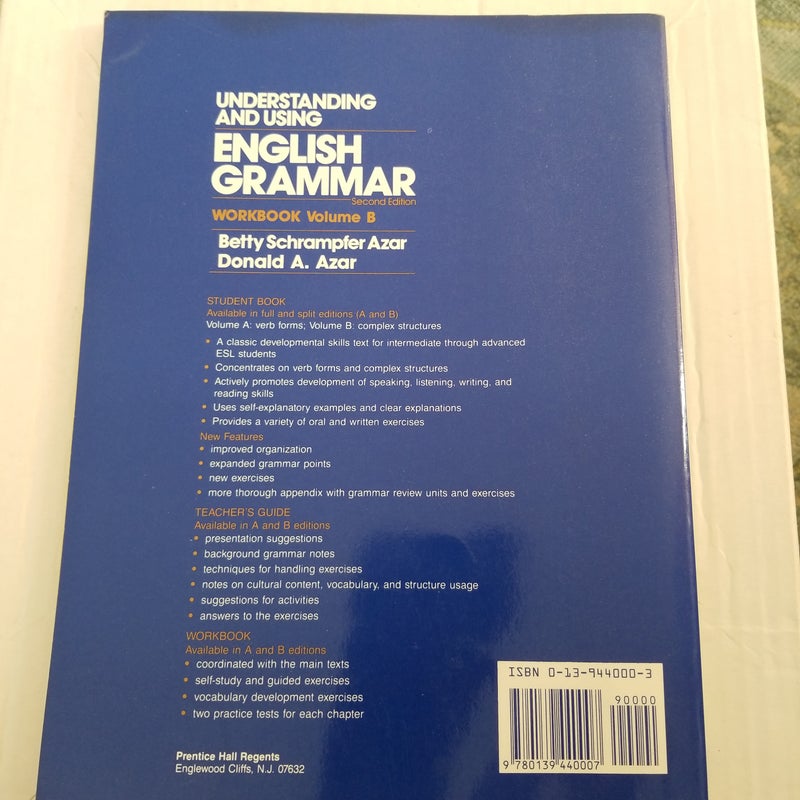 UNDERSTANDING
AND USING
ENGLISH
GRAMMAR
Second Edition
WORKBOOK Volume B
Betty Schrampfer Azar
Donald A. Azar
STUDENT BOOK
Available in full and split editions (A and B)
Volume A: verb forms; Volume B: complex structures
• A classic developmental skills text for intermediate through advanced
ESL students
• Concentrates on verb forms and complex structures
• Actively promotes development of speaking, listening, writing, and
reading skills
• Uses self-explanatory examples and clear explanations
• Provides a variety of oral and written exercises
New Features
• improved organization
• expanded grammar points
• new exercises
• more thorough appendix with grammar review units and exercises
TEACHER'S GUIDE
Available in A and B editions
• presentation suggestions
• background grammar notes
• techniques for handling exercises
• notes on cultural content, vocabulary, and structure usage
• suggestions for activities
• answers to the exercises
WORKBOOK
Available in A and B editions
• coordinated with the main texts
• self-study and guided exercises
• vocabulary development exercises
• two practice tests for each chapter
Prentice Hall Regents
Englewood Cliffs, N.J. 07632
ISBN 0-13-944000-3
90000
9 780139 440007